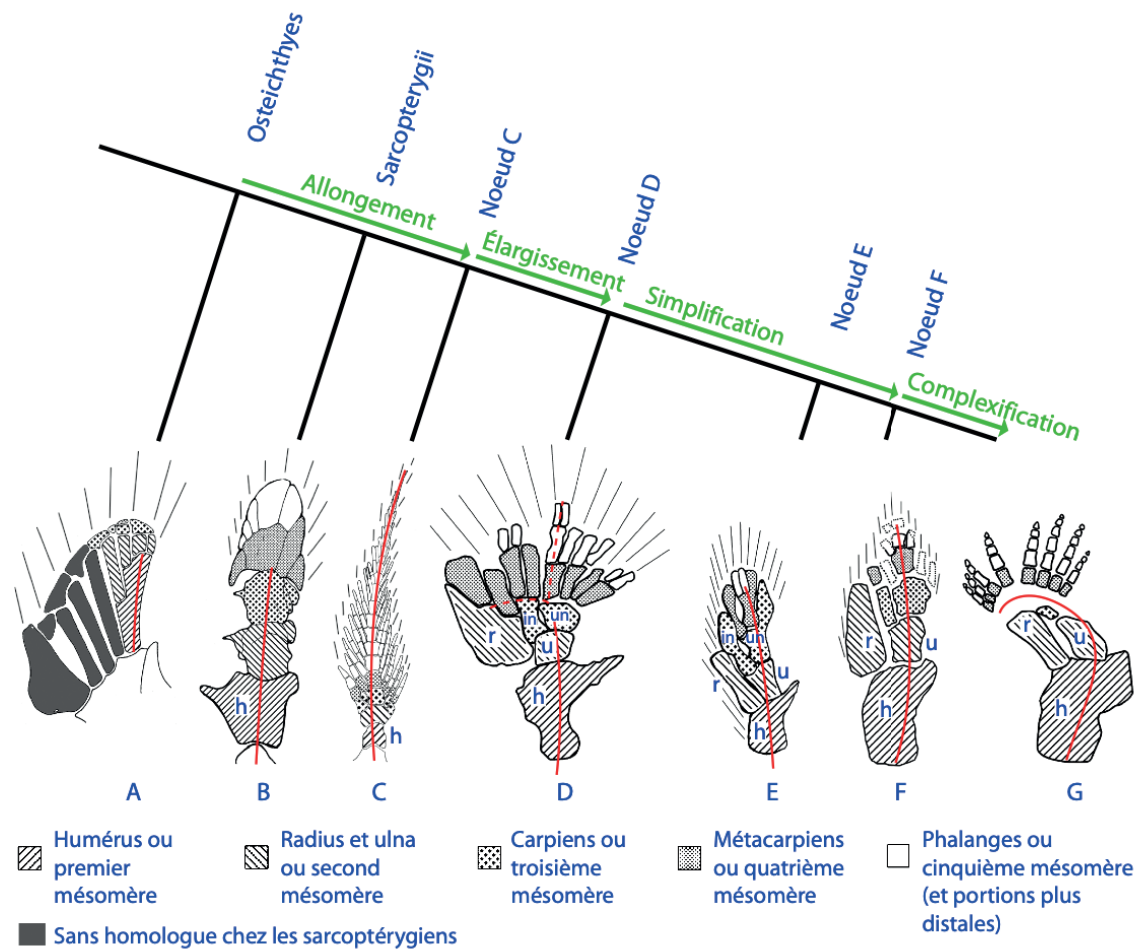 Osteichthyes
Sarcopterygii
Noeud C
Noeud D
Noeud E
Noeud F
Allongement
Élargissement
Simplification
Complexification
h
h
r
in
un
u
h
in
un
r
u
h
r
u
h
r
u
h
A
B
C
D
E
F
G
Humérus ou
premier
mésomère
Radius et ulna
ou second
mésomère
Carpiens ou
troisième
mésomère
Métacarpiens
ou quatrième
mésomère
Phalanges ou
cinquième mésomère
(et portions plus
distales)
Sans homologue chez les sarcoptérygiens